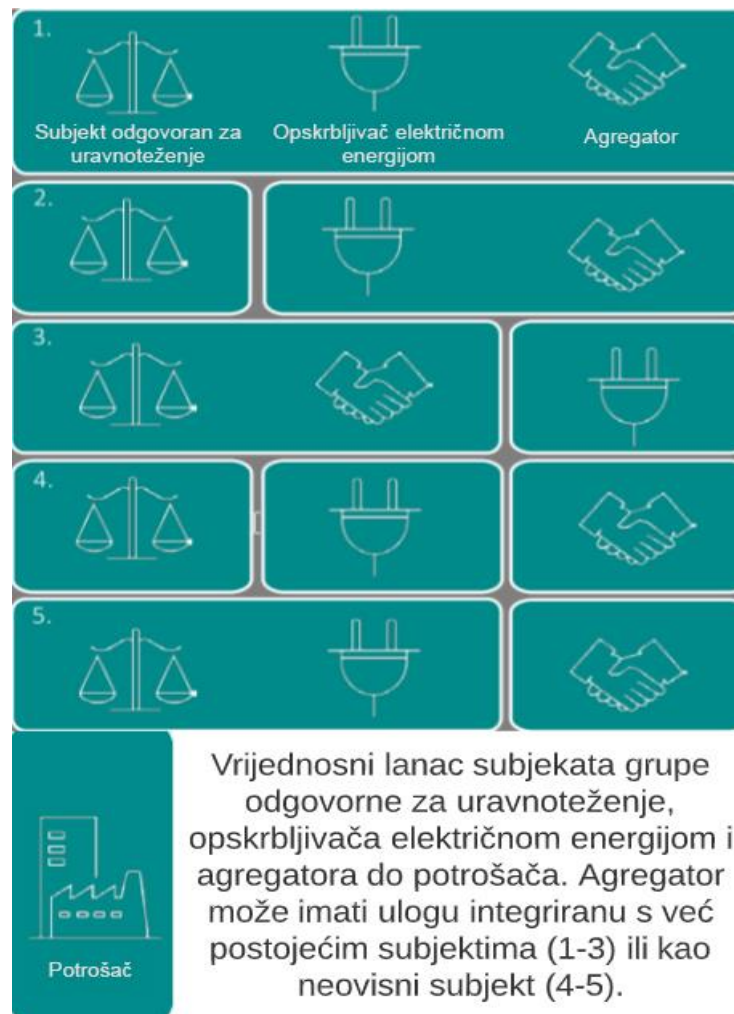 1.
Subjekt odgovoran za
uravnoteženje
Opskrbljivač električnom
energijom
Agregator
2.
3.
4.
5.
Potrošač
Vrijednosni lanac subjekata grupe
odgovorne za uravnoteženje,
opskrbljivača električnom energijom i
agregatora do potrošača. Agregator
može imati ulogu integriranu s već
postojećim subjektima (1-3) ili kao
neovisni subjekt (4-5).